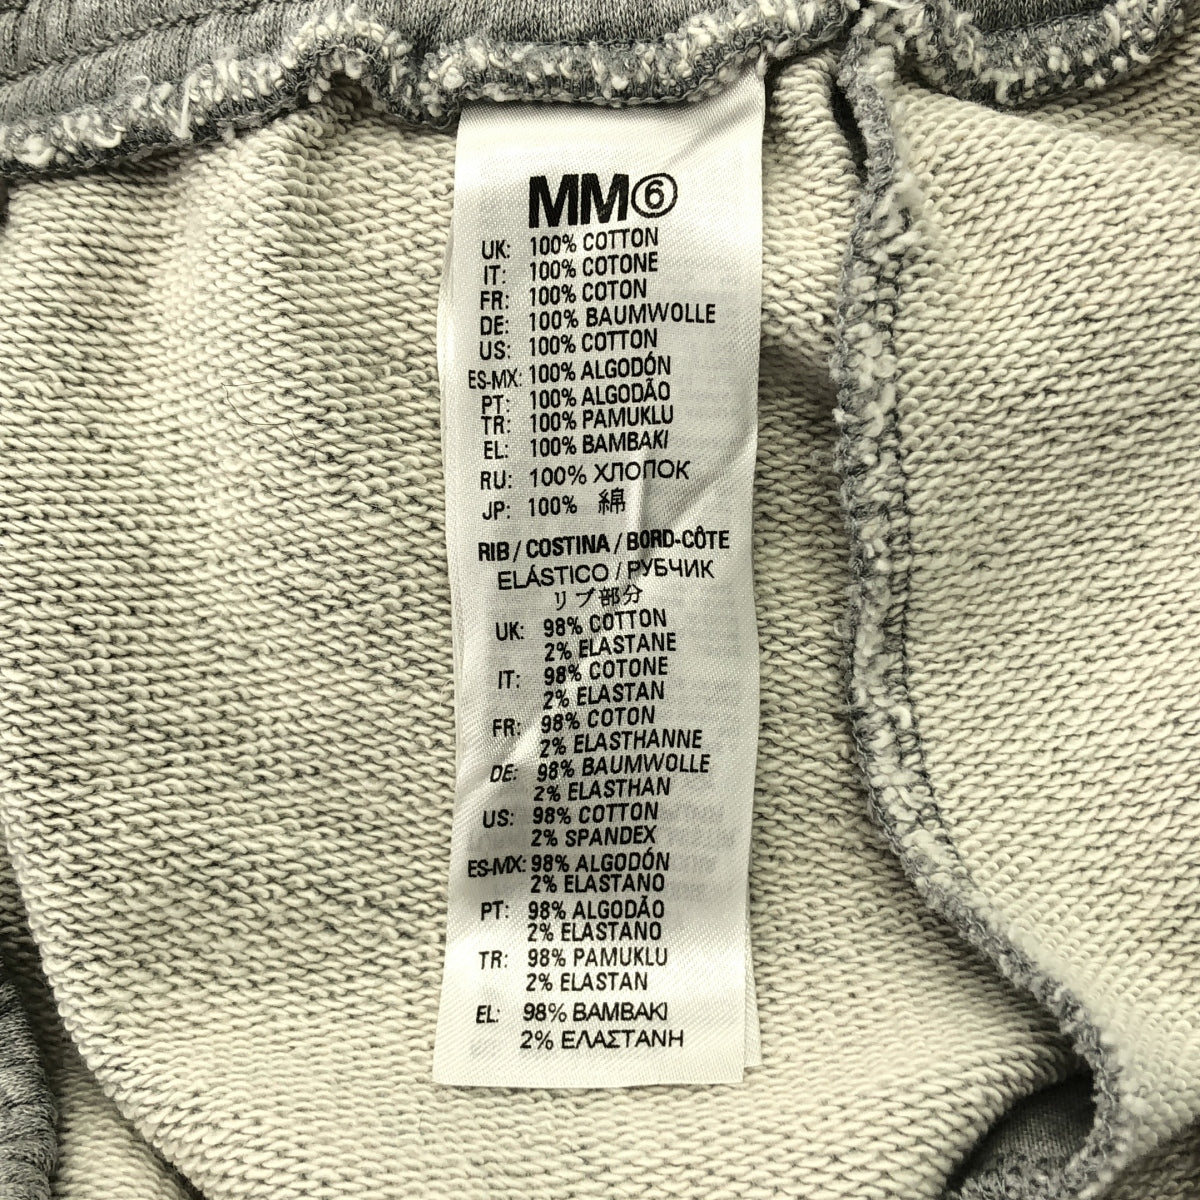 MM⑥
UK: 100% COTTON
IT: 100% COTONE
FR: 100% COTON
DE: 100% BAUMWOLLE
US: 100% COTTON
ES-MX: 100% ALGODÓN
PT: 100% ALGODÃO
TR: 100% PAMUKLU
EL: 100% BAMBAKI
RU: 100% ХЛОПОК
JP: 100% 綿
RIB / COSTINA / BORD-CÔTE
ELÁSTICO / РУБЧИК
リブ部分
UK: 98% COTTON
2% ELASTANE
IT: 98% COTONE
2% ELASTAN
FR: 98% COTON
2% ELASTHANNE
DE: 98% BAUMWOLLE
2% ELASTHAN
US: 98% COTTON
2% SPANDEX
ES-MX: 98% ALGODÓN
2% ELASTANO
PT: 98% ALGODÃO
2% ELASTANO
TR: 98% PAMUKLU
2% ELASTAN
EL: 98% BAMBAKI
2% ΕΛΑΣΤΑΝΗ